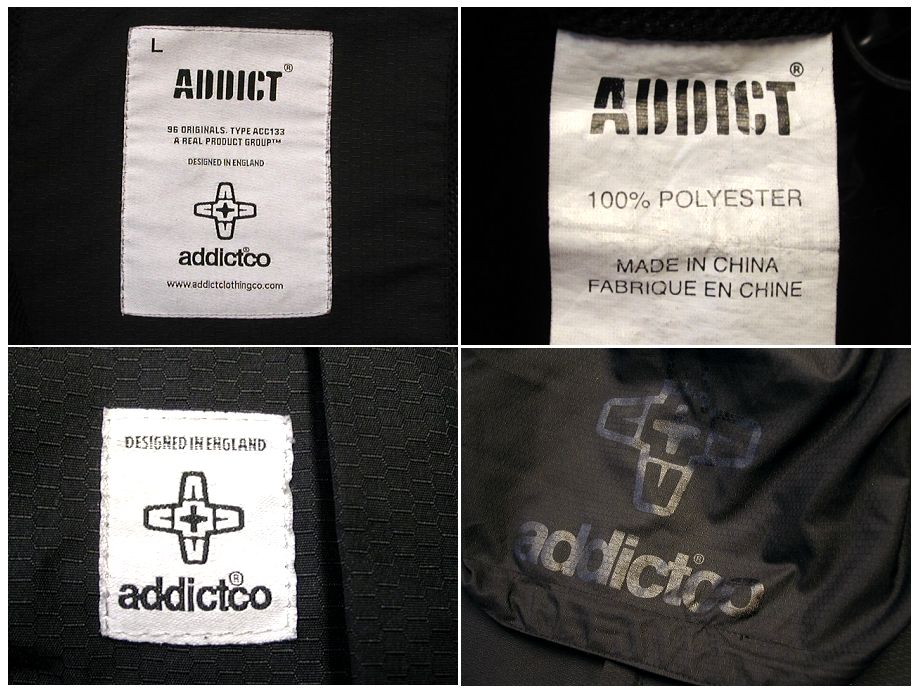 L
ADDICT®
96 ORIGINALS. TYPE ACC133
A REAL PRODUCT GROUP™
DESIGNED IN ENGLAND
addictco®
www.addictclothingco.com
ADDICT®
100% POLYESTER
MADE IN CHINA
FABRIQUE EN CHINE
DESIGNED IN ENGLAND
addictco®
addictco®